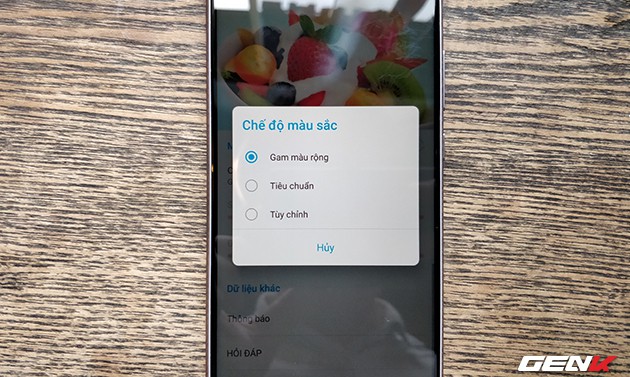 Chế độ màu sắc
Gam màu rộng
Tiêu chuẩn
Tùy chỉnh
Hủy
Dữ liệu khác
Thông báo
HỎI ĐÁP
GENK